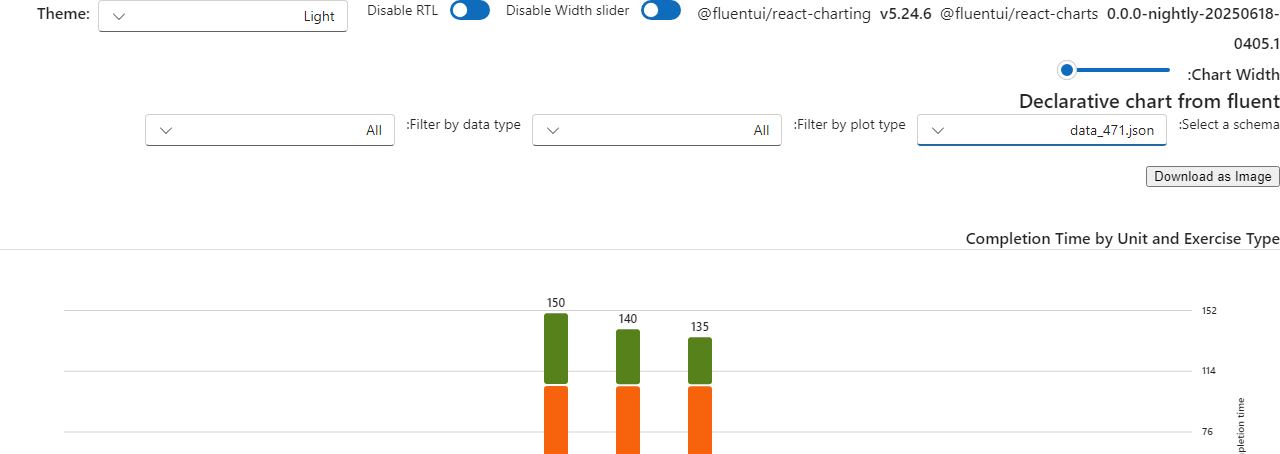 Theme: Light Disable RTL Disable Width slider @fluentui/react-charting v5.24.6 @fluentui/react-charts 0.0.0-nightly-20250618-
0405.1
:Chart Width
Declarative chart from fluent
:Select a schema data_471.json :Filter by plot type All :Filter by data type All
Download as Image
Completion Time by Unit and Exercise Type
150
140
135
152
114
76